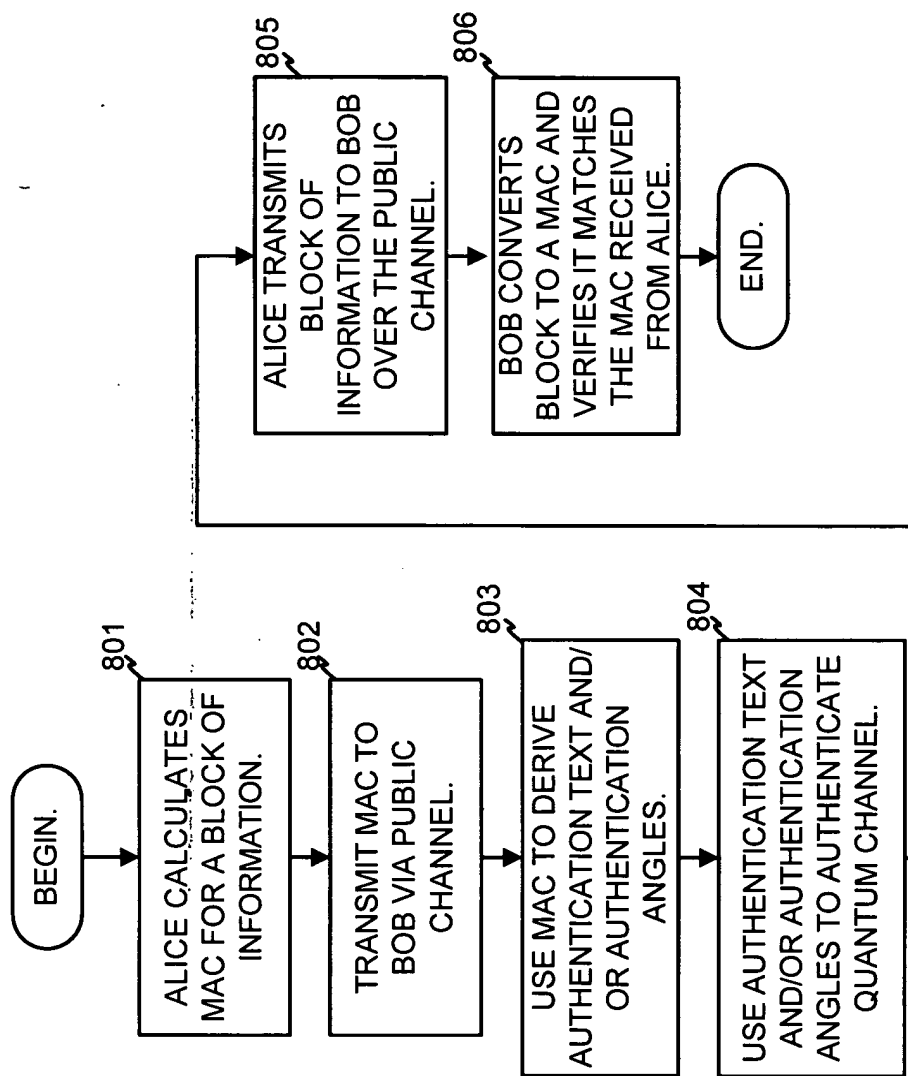 BEGIN.
801
ALICE CALCULATES
MAC FOR A BLOCK OF
INFORMATION.
802
TRANSMIT MAC TO
BOB VIA PUBLIC
CHANNEL.
803
USE MAC TO DERIVE
AUTHENTICATION TEXT AND/
OR AUTHENTICATION
ANGLES.
804
USE AUTHENTICATION TEXT
AND/OR AUTHENTICATION
ANGLES TO AUTHENTICATE
QUANTUM CHANNEL.
805
ALICE TRANSMITS
BLOCK OF
INFORMATION TO BOB
OVER THE PUBLIC
CHANNEL.
806
BOB CONVERTS
BLOCK TO A MAC AND
VERIFIES IT MATCHES
THE MAC RECEIVED
FROM ALICE.
END.